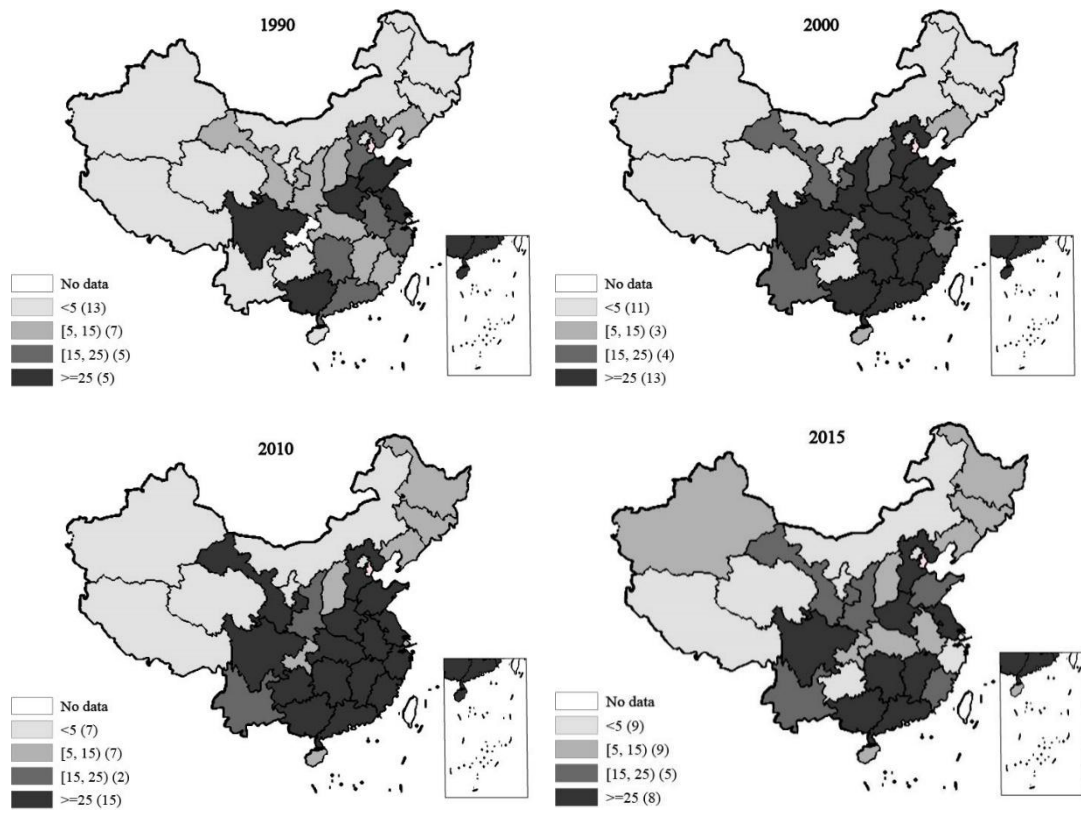 1990
No data
<5 (13)
[5, 15) (7)
[15, 25) (5)
>=25 (5)
2000
No data
<5 (11)
[5, 15) (3)
[15, 25) (4)
>=25 (13)
2010
No data
<5 (7)
[5, 15) (7)
[15, 25) (2)
>=25 (15)
2015
No data
<5 (9)
[5, 15) (9)
[15, 25) (5)
>=25 (8)